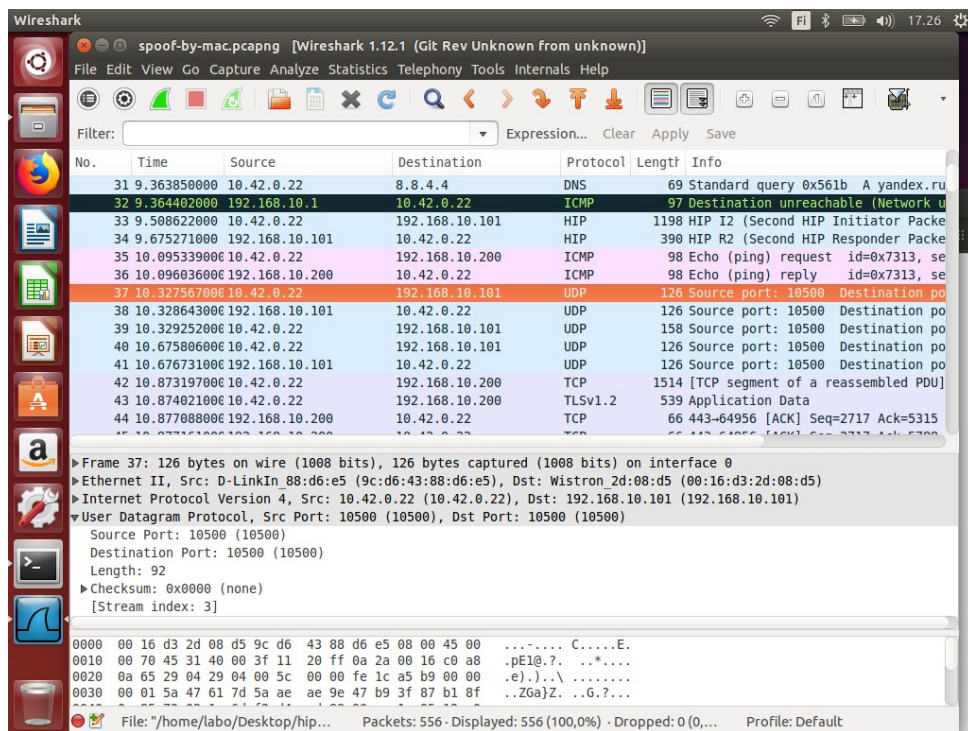 Wireshark Fi 17.26
spoof-by-mac.pcapng [Wireshark 1.12.1 (Git Rev Unknown from unknown)]
File Edit View Go Capture Analyze Statistics Telephony Tools Internals Help
Filter: Expression... Clear Apply Save
No. Time Source Destination Protocol Length Info
31 9.363850000 10.42.0.22 8.8.4.4 DNS 69 Standard query 0x561b A yandex.ru
32 9.364402000 192.168.10.1 10.42.0.22 ICMP 97 Destination unreachable (Network u
33 9.508622000 10.42.0.22 192.168.10.101 HIP 1198 HIP I2 (Second HIP Initiator Packe
34 9.675271000 192.168.10.101 10.42.0.22 HIP 390 HIP R2 (Second HIP Responder Packe
35 10.095339000 10.42.0.22 192.168.10.200 ICMP 98 Echo (ping) request id=0x7313, se
36 10.096036000 192.168.10.200 10.42.0.22 ICMP 98 Echo (ping) reply id=0x7313, se
37 10.327567000 10.42.0.22 192.168.10.101 UDP 126 Source port: 10500 Destination po
38 10.328643000 192.168.10.101 10.42.0.22 UDP 126 Source port: 10500 Destination po
39 10.329252000 10.42.0.22 192.168.10.101 UDP 158 Source port: 10500 Destination po
40 10.675806000 10.42.0.22 192.168.10.101 UDP 126 Source port: 10500 Destination po
41 10.676731000 192.168.10.101 10.42.0.22 UDP 126 Source port: 10500 Destination po
42 10.873197000 10.42.0.22 192.168.10.200 TCP 1514 [TCP segment of a reassembled PDU]
43 10.874021000 10.42.0.22 192.168.10.200 TLSv1.2 539 Application Data
44 10.877088000 192.168.10.200 10.42.0.22 TCP 66 443→64956 [ACK] Seq=2717 Ack=5315
Frame 37: 126 bytes on wire (1008 bits), 126 bytes captured (1008 bits) on interface 0
Ethernet II, Src: D-LinkIn_88:d6:e5 (9c:d6:43:88:d6:e5), Dst: Wistron_2d:08:d5 (00:16:d3:2d:08:d5)
Internet Protocol Version 4, Src: 10.42.0.22 (10.42.0.22), Dst: 192.168.10.101 (192.168.10.101)
User Datagram Protocol, Src Port: 10500 (10500), Dst Port: 10500 (10500)
Source Port: 10500 (10500)
Destination Port: 10500 (10500)
Length: 92
Checksum: 0x0000 (none)
[Stream index: 3]
0000 00 16 d3 2d 08 d5 9c d6 43 88 d6 e5 08 00 45 00 ...-.... C.....E.
0010 00 70 45 31 40 00 3f 11 20 ff 0a 2a 00 16 c0 a8 .pE1@.?. ..*....
0020 0a 65 29 04 29 04 00 5c 00 00 fe 1c a5 b9 00 00 .e).)..\ ........
0030 00 01 5a 47 61 7d 5a ae ae 9e 47 b9 3f 87 b1 8f ..ZGa}Z. ..G.?...
File: "/home/labo/Desktop/hip... Packets: 556 · Displayed: 556 (100,0%) · Dropped: 0 (0,... Profile: Default